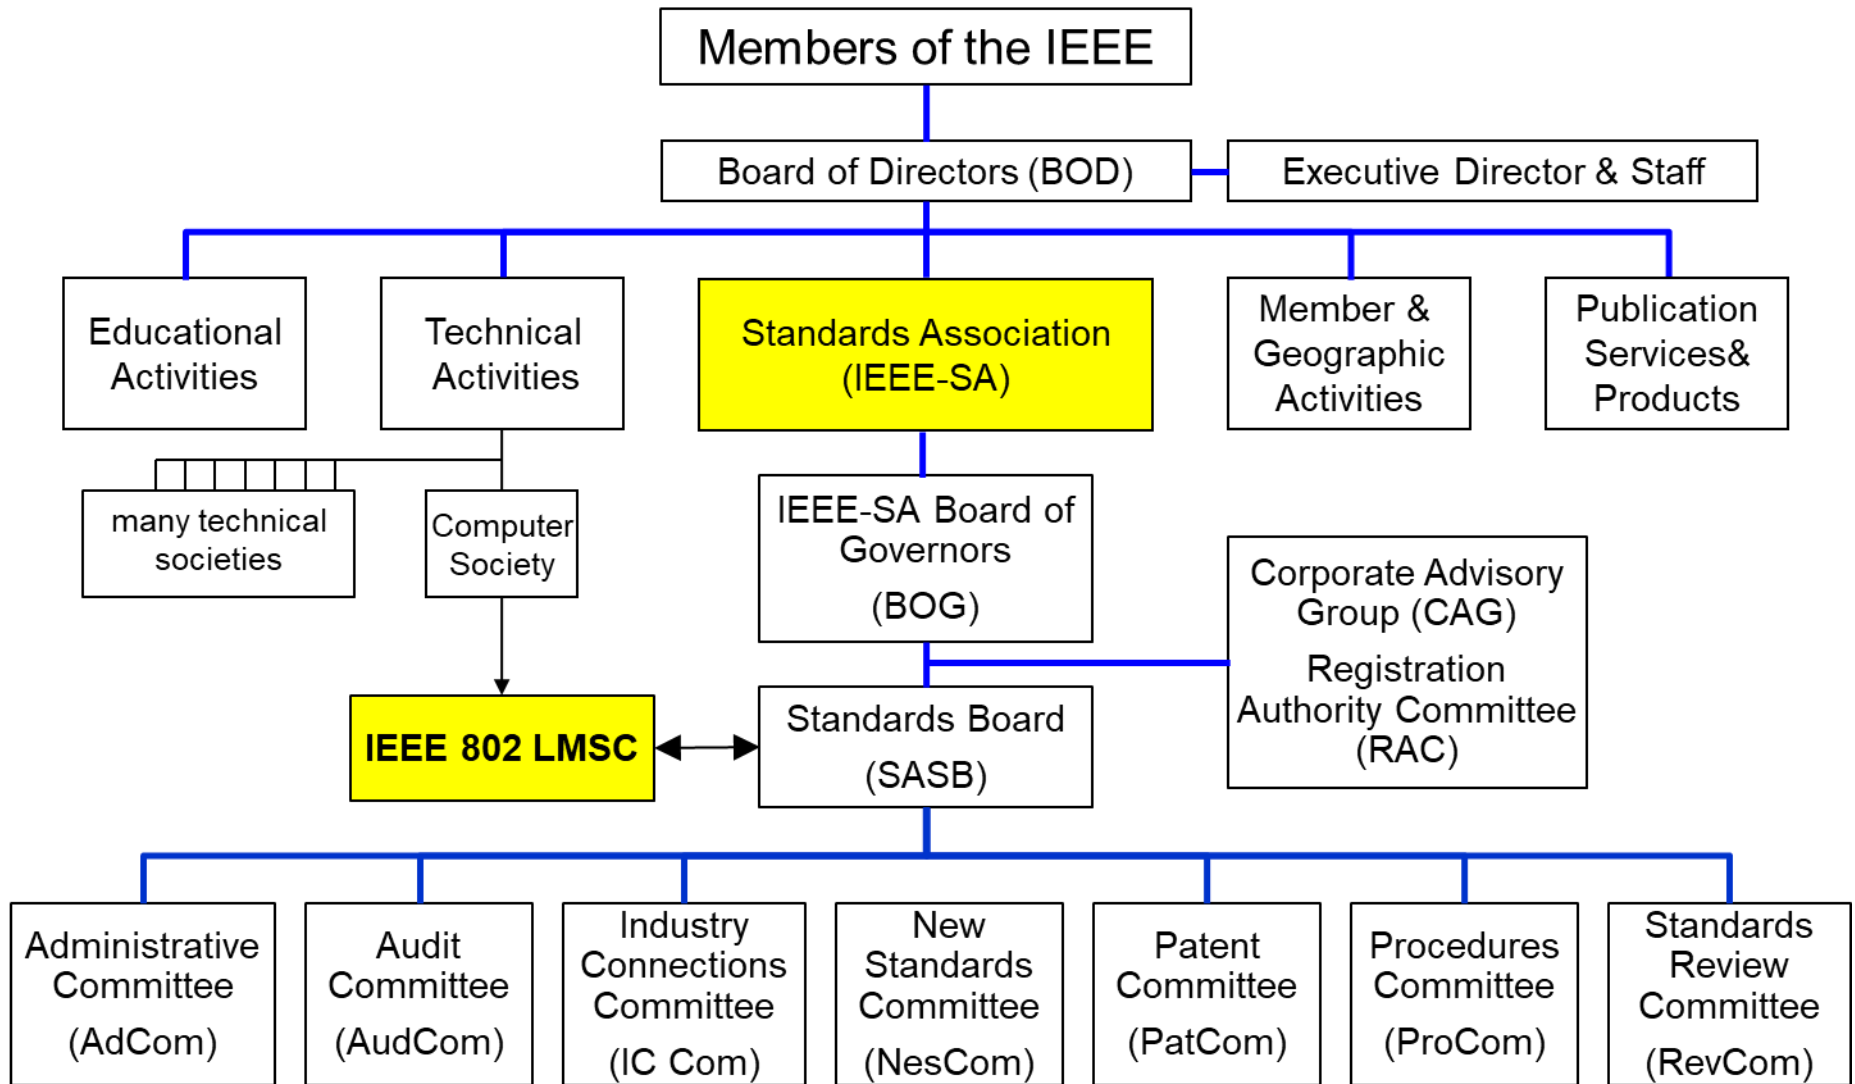 Members of the IEEE
Board of Directors (BOD)
Executive Director & Staff
Educational
Activities
Technical
Activities
Standards Association
(IEEE-SA)
Member &
Geographic
Activities
Publication
Services&
Products
many technical
societies
Computer
Society
IEEE-SA Board of
Governors
(BOG)
Corporate Advisory
Group (CAG)
Registration
Authority Committee
(RAC)
IEEE 802 LMSC
Standards Board
(SASB)
Administrative
Committee
(AdCom)
Audit
Committee
(AudCom)
Industry
Connections
Committee
(IC Com)
New
Standards
Committee
(NesCom)
Patent
Committee
(PatCom)
Procedures
Committee
(ProCom)
Standards
Review
Committee
(RevCom)